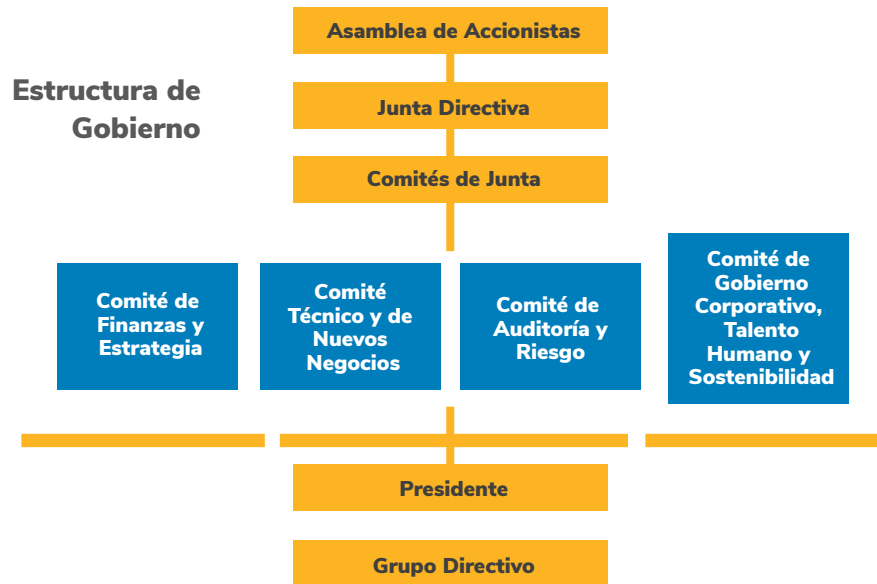 Asamblea de Accionistas
Estructura de
Gobierno
Junta Directiva
Comités de Junta
Comité de
Finanzas y
Estrategia
Comité
Técnico y de
Nuevos
Negocios
Comité de
Auditoría y
Riesgo
Comité de
Gobierno
Corporativo,
Talento
Humano y
Sostenibilidad
Presidente
Grupo Directivo